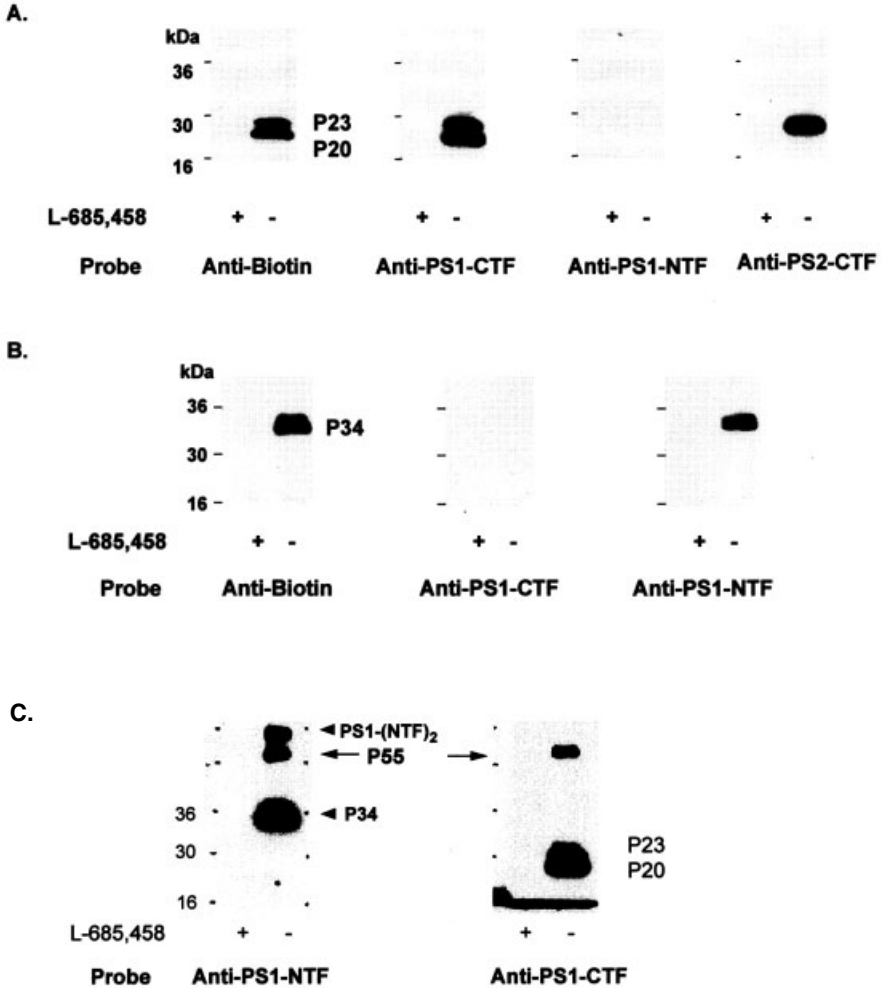 A.
kDa
36
30 P23
P20
16
L-685,458 + - + - + - + -
Probe Anti-Biotin Anti-PS1-CTF Anti-PS1-NTF Anti-PS2-CTF
B.
kDa
36
P34
30
16
L-685,458 + - + - + -
Probe Anti-Biotin Anti-PS1-CTF Anti-PS1-NTF
C.
PS1-(NTF)2
P55
36 P34
30 P23
P20
16
L-685,458 + - + -
Probe Anti-PS1-NTF Anti-PS1-CTF